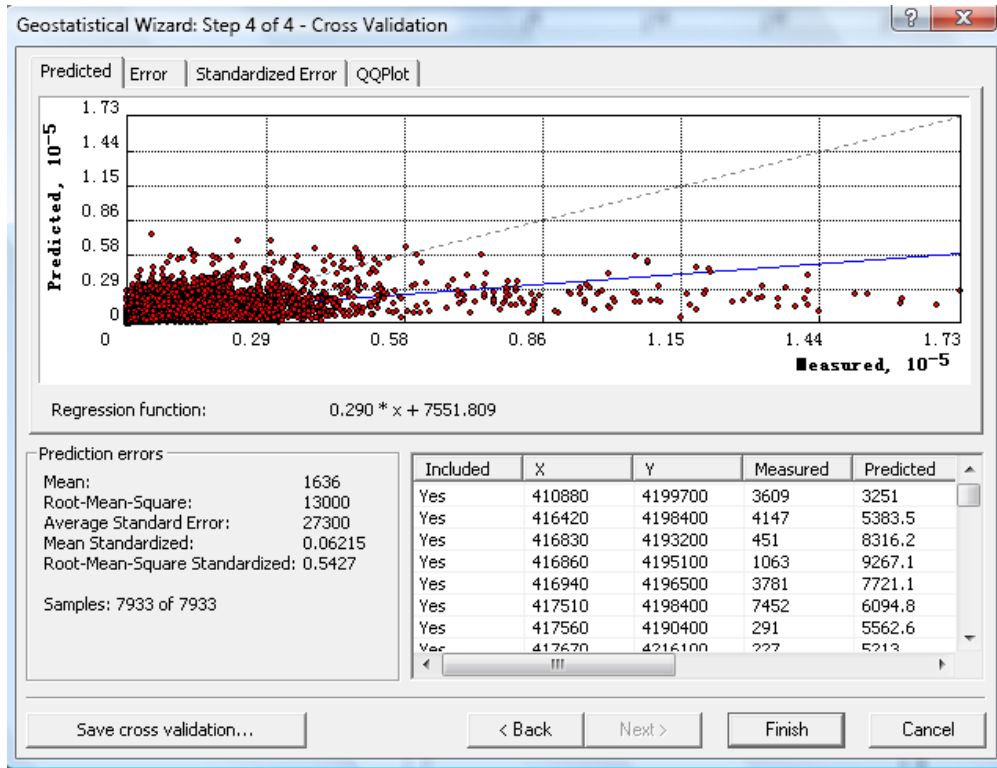 Geostatistical Wizard: Step 4 of 4 - Cross Validation
?
X
Predicted
Error
Standardized Error
QQPlot
1.73
1.44
1.15
0.86
0.58
0.29
0
Predicted, 10⁻⁵
0 0.29 0.58 0.86 1.15 1.44 1.73
Measured, 10⁻⁵
Regression function: 0.290 * x + 7551.809
Prediction errors
Mean: 1636
Root-Mean-Square: 13000
Average Standard Error: 27300
Mean Standardized: 0.06215
Root-Mean-Square Standardized: 0.5427
Samples: 7933 of 7933
Included X Y Measured Predicted
Yes 410880 4199700 3609 3251
Yes 416420 4198400 4147 5383.5
Yes 416830 4193200 451 8316.2
Yes 416860 4195100 1063 9267.1
Yes 416940 4196500 3781 7721.1
Yes 417510 4198400 7452 6094.8
Yes 417560 4190400 291 5562.6
Yes 417670 4216100 227 5213
Save cross validation...
< Back
Next >
Finish
Cancel